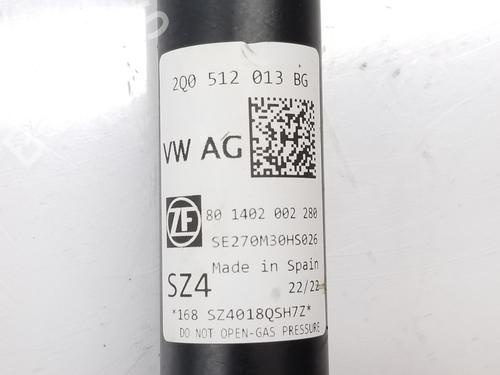 2Q0 512 013 BG
VW AG
ZF
80 1402 002 280
SE270M30HS026
Made in Spain
SZ4
22/22
*168 SZ4018QSH7Z*
DO NOT OPEN-GAS PRESSURE